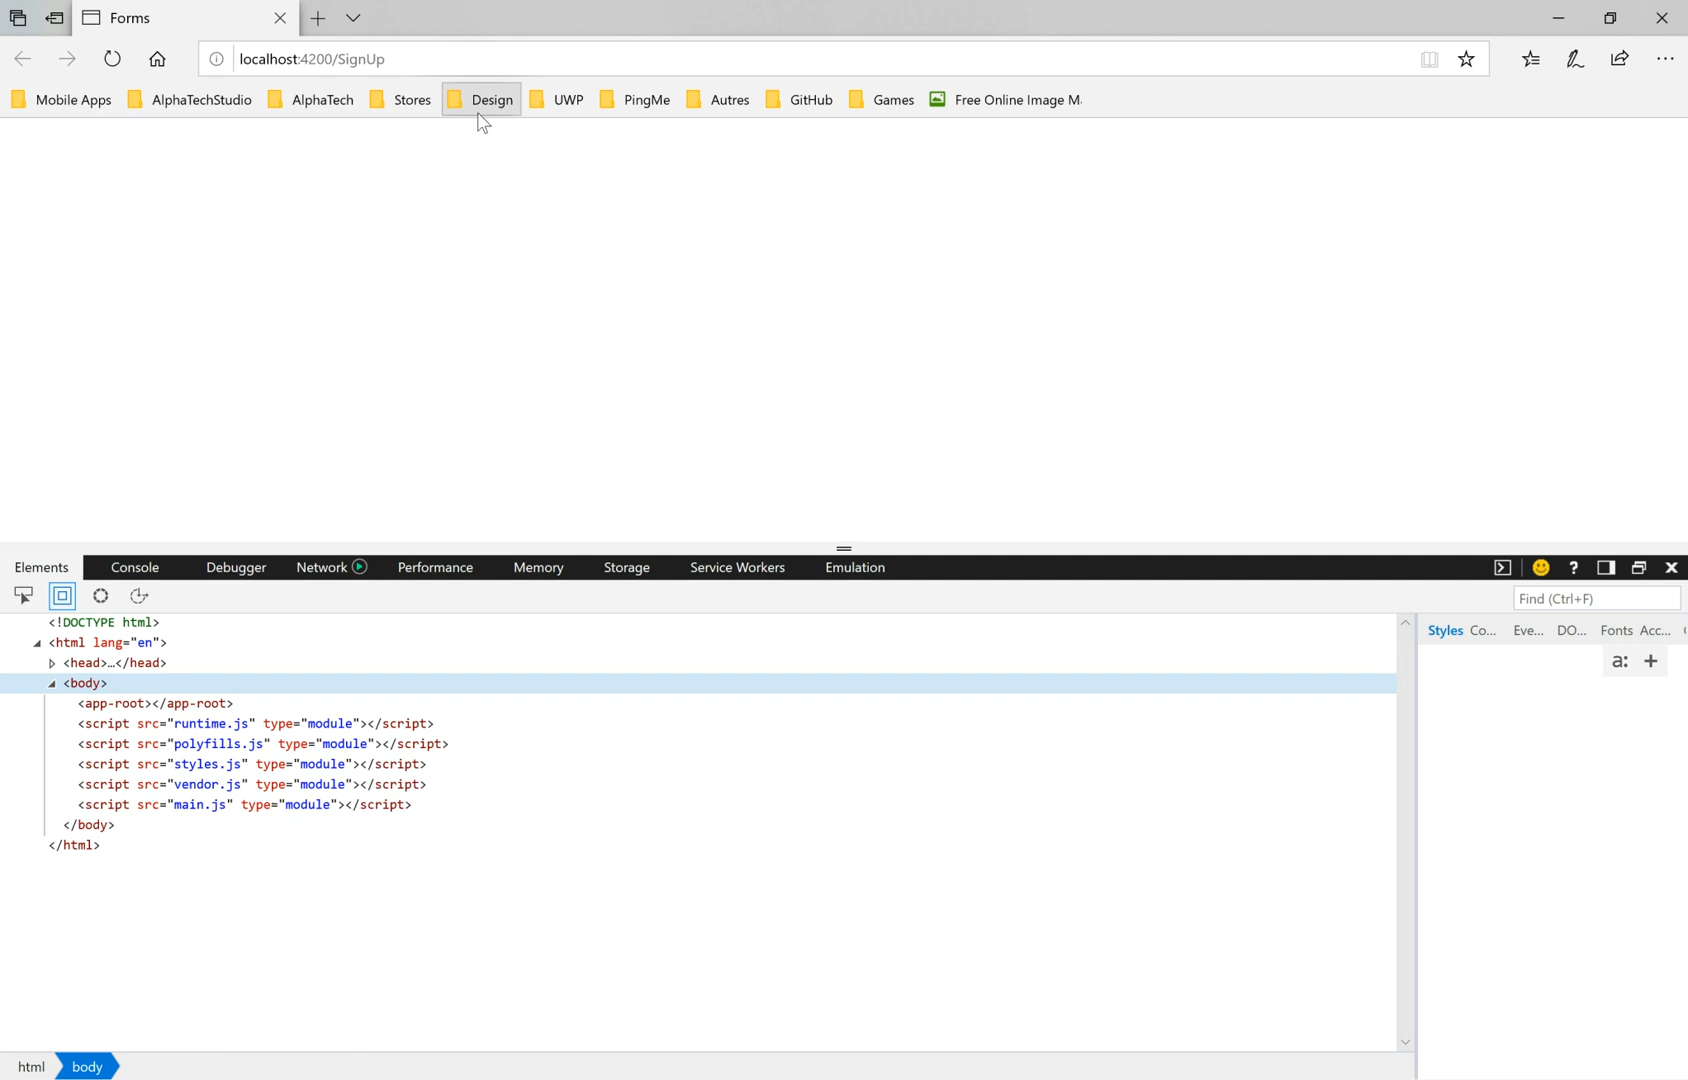 Forms
localhost:4200/SignUp
Mobile Apps AlphaTechStudio AlphaTech Stores Design UWP PingMe Autres GitHub Games Free Online Image M
Elements Console Debugger Network Performance Memory Storage Service Workers Emulation ?
Find (Ctrl+F)
<!DOCTYPE html>
<html lang="en">
<head>…</head>
<body>
<app-root></app-root>
<script src="runtime.js" type="module"></script>
<script src="polyfills.js" type="module"></script>
<script src="styles.js" type="module"></script>
<script src="vendor.js" type="module"></script>
<script src="main.js" type="module"></script>
</body>
</html>
Styles Co... Eve... DO... Fonts Acc...
a: +
html body